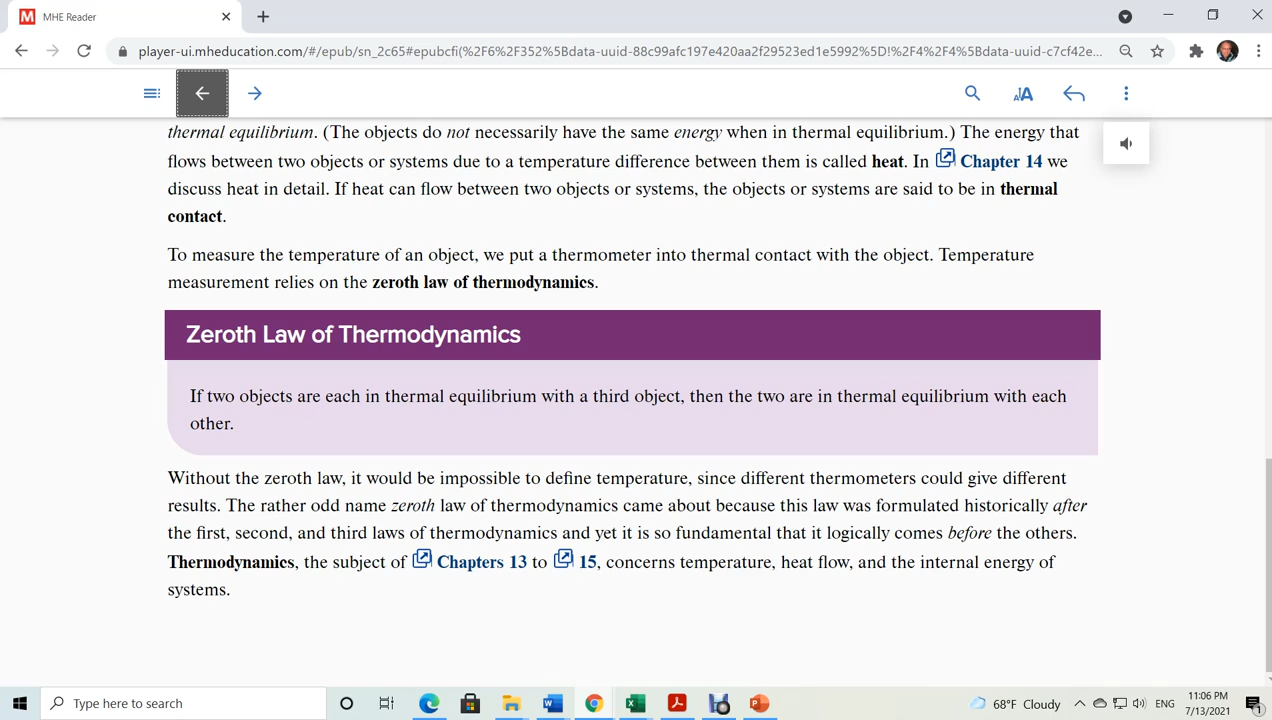 MHE Reader
player-ui.mheducation.com/#/epub/sn_2c65#epubcfi(%2F6%2F352%5Bdata-uuid-88c99afc197e420aa2f29523ed1e5992%5D!%2F4%2F4%5Bdata-uuid-c7cf42e...
thermal equilibrium. (The objects do not necessarily have the same energy when in thermal equilibrium.) The energy that
flows between two objects or systems due to a temperature difference between them is called heat. In Chapter 14 we
discuss heat in detail. If heat can flow between two objects or systems, the objects or systems are said to be in thermal
contact.
To measure the temperature of an object, we put a thermometer into thermal contact with the object. Temperature
measurement relies on the zeroth law of thermodynamics.
Zeroth Law of Thermodynamics
If two objects are each in thermal equilibrium with a third object, then the two are in thermal equilibrium with each
other.
Without the zeroth law, it would be impossible to define temperature, since different thermometers could give different
results. The rather odd name zeroth law of thermodynamics came about because this law was formulated historically after
the first, second, and third laws of thermodynamics and yet it is so fundamental that it logically comes before the others.
Thermodynamics, the subject of Chapters 13 to 15, concerns temperature, heat flow, and the internal energy of
systems.
Type here to search
68°F Cloudy
ENG
11:06 PM
7/13/2021
1